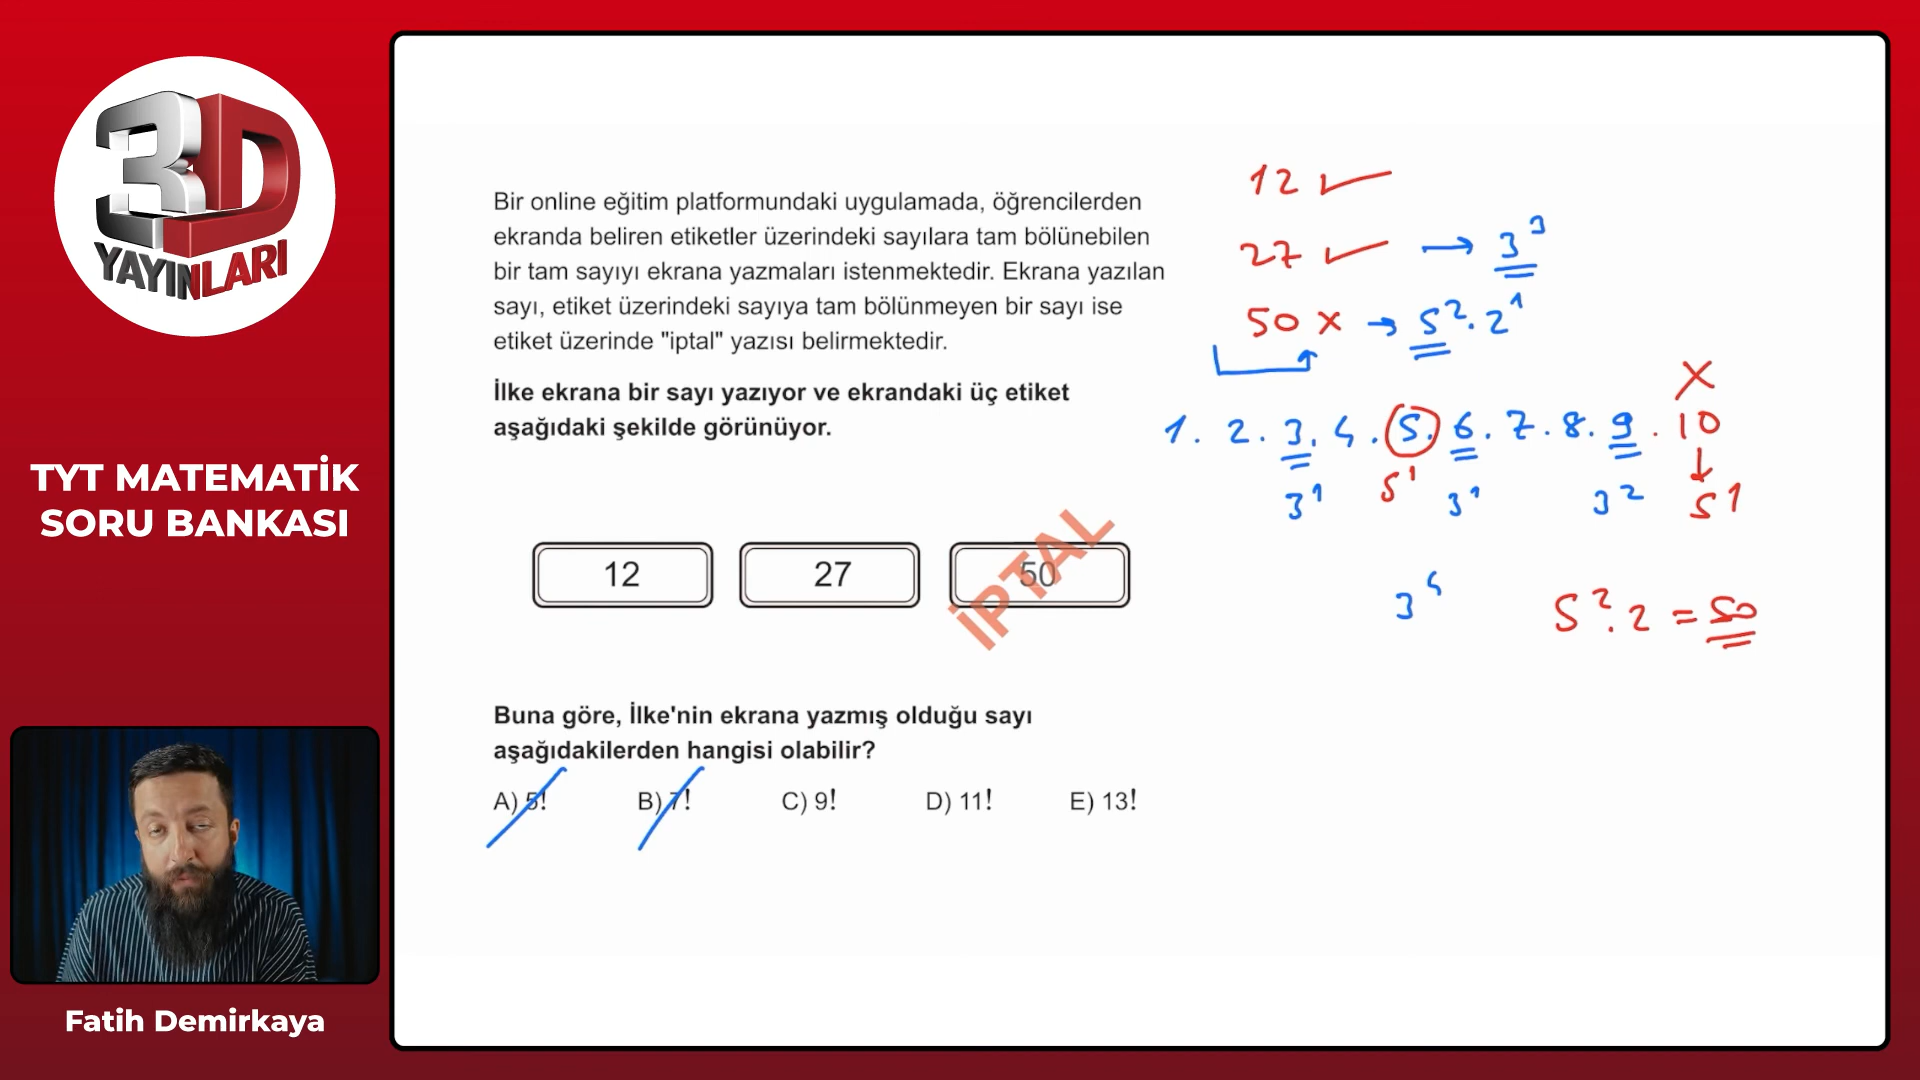 3D
YAYINLARI
TYT MATEMATİK
SORU BANKASI
Fatih Demirkaya
Bir online eğitim platformundaki uygulamada, öğrencilerden
ekranda beliren etiketler üzerindeki sayılara tam bölünebilen
bir tam sayıyı ekrana yazmaları istenmektedir. Ekrana yazılan
sayı, etiket üzerindeki sayıya tam bölünmeyen bir sayı ise
etiket üzerinde "iptal" yazısı belirmektedir.
İlke ekrana bir sayı yazıyor ve ekrandaki üç etiket
aşağıdaki şekilde görünüyor.
12 27 50
İPTAL
Buna göre, İlke'nin ekrana yazmış olduğu sayı
aşağıdakilerden hangisi olabilir?
A) 5! B) 7! C) 9! D) 11! E) 13!
12 ✓
27 ✓ → 3³
50 x → 5² . 2¹
x
1 . 2 . 3 . 4 . 5 . 6 . 7 . 8 . 9 . 10
3¹ 5¹ 3¹ 3² 5¹
5² . 2 = 50